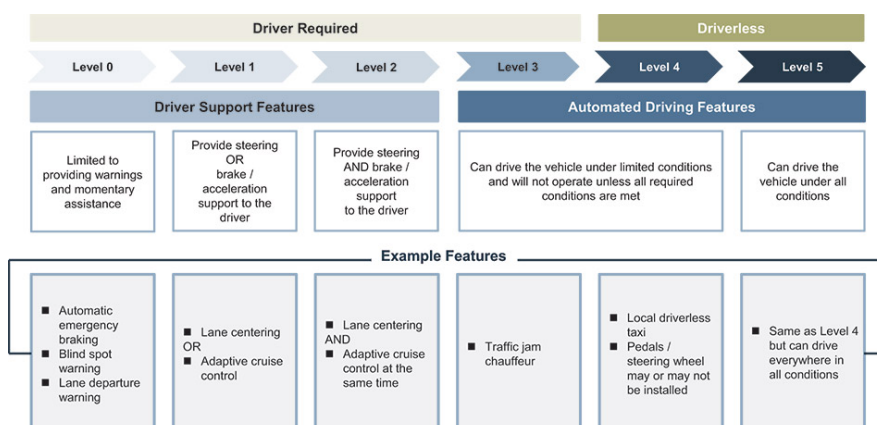 Driver Required
Driverless
Level 0
Level 1
Level 2
Level 3
Level 4
Level 5
Driver Support Features
Automated Driving Features
Limited to
providing warnings
and momentary
assistance
Provide steering
OR
brake /
acceleration
support to the
driver
Provide steering
AND brake /
acceleration
support
to the driver
Can drive the vehicle under limited conditions
and will not operate unless all required
conditions are met
Can drive the
vehicle under all
conditions
Example Features
■ Automatic
emergency
braking
■ Blind spot
warning
■ Lane departure
warning
■ Lane centering
OR
■ Adaptive cruise
control
■ Lane centering
AND
■ Adaptive cruise
control at the
same time
■ Traffic jam
chauffeur
■ Local driverless
taxi
■ Pedals /
steering wheel
may or may not
be installed
■ Same as Level 4
but can drive
everywhere in
all conditions